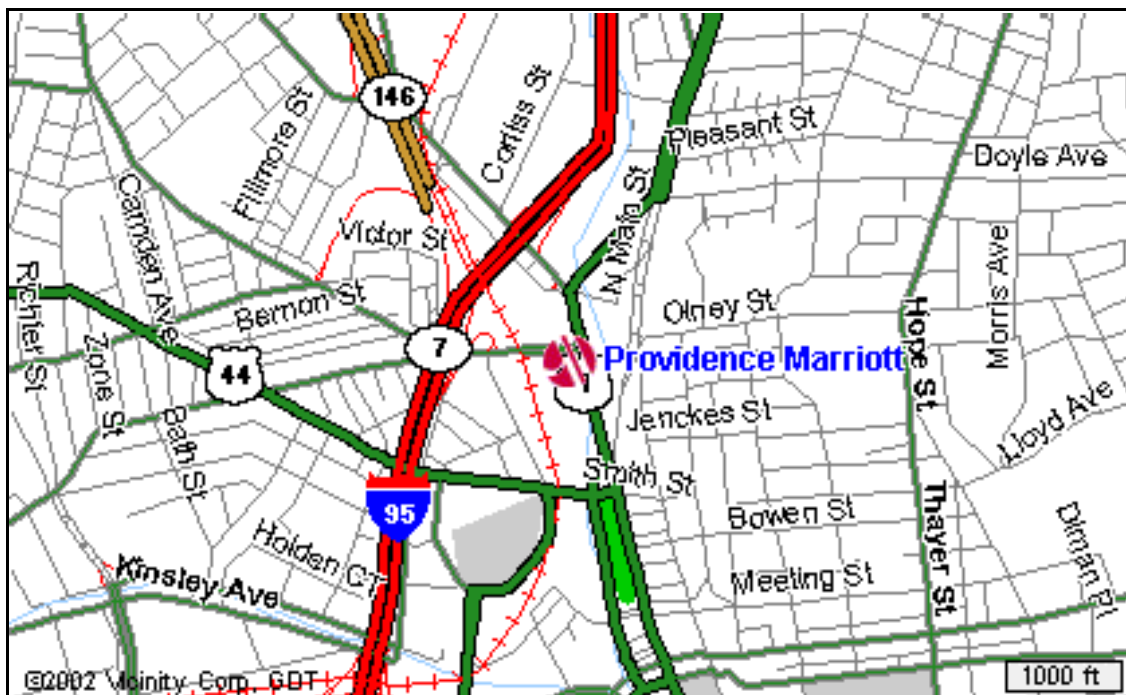 146
Fillmore St
Corliss St
Pleasant St
Doyle Ave
Camden Ave
Victor St
N Main St
Morris Ave
Richter St
Bernon St
Olney St
Hope St
7
Providence Marriott
44
1
Zone St
Bath St
Jenckes St
Lloyd Ave
Smith St
95
Bowen St
Thayer St
Holden CT
Kinsley Ave
Meeting St
Diman Pl
©2002 Vicinity Corp, GDT
1000 ft